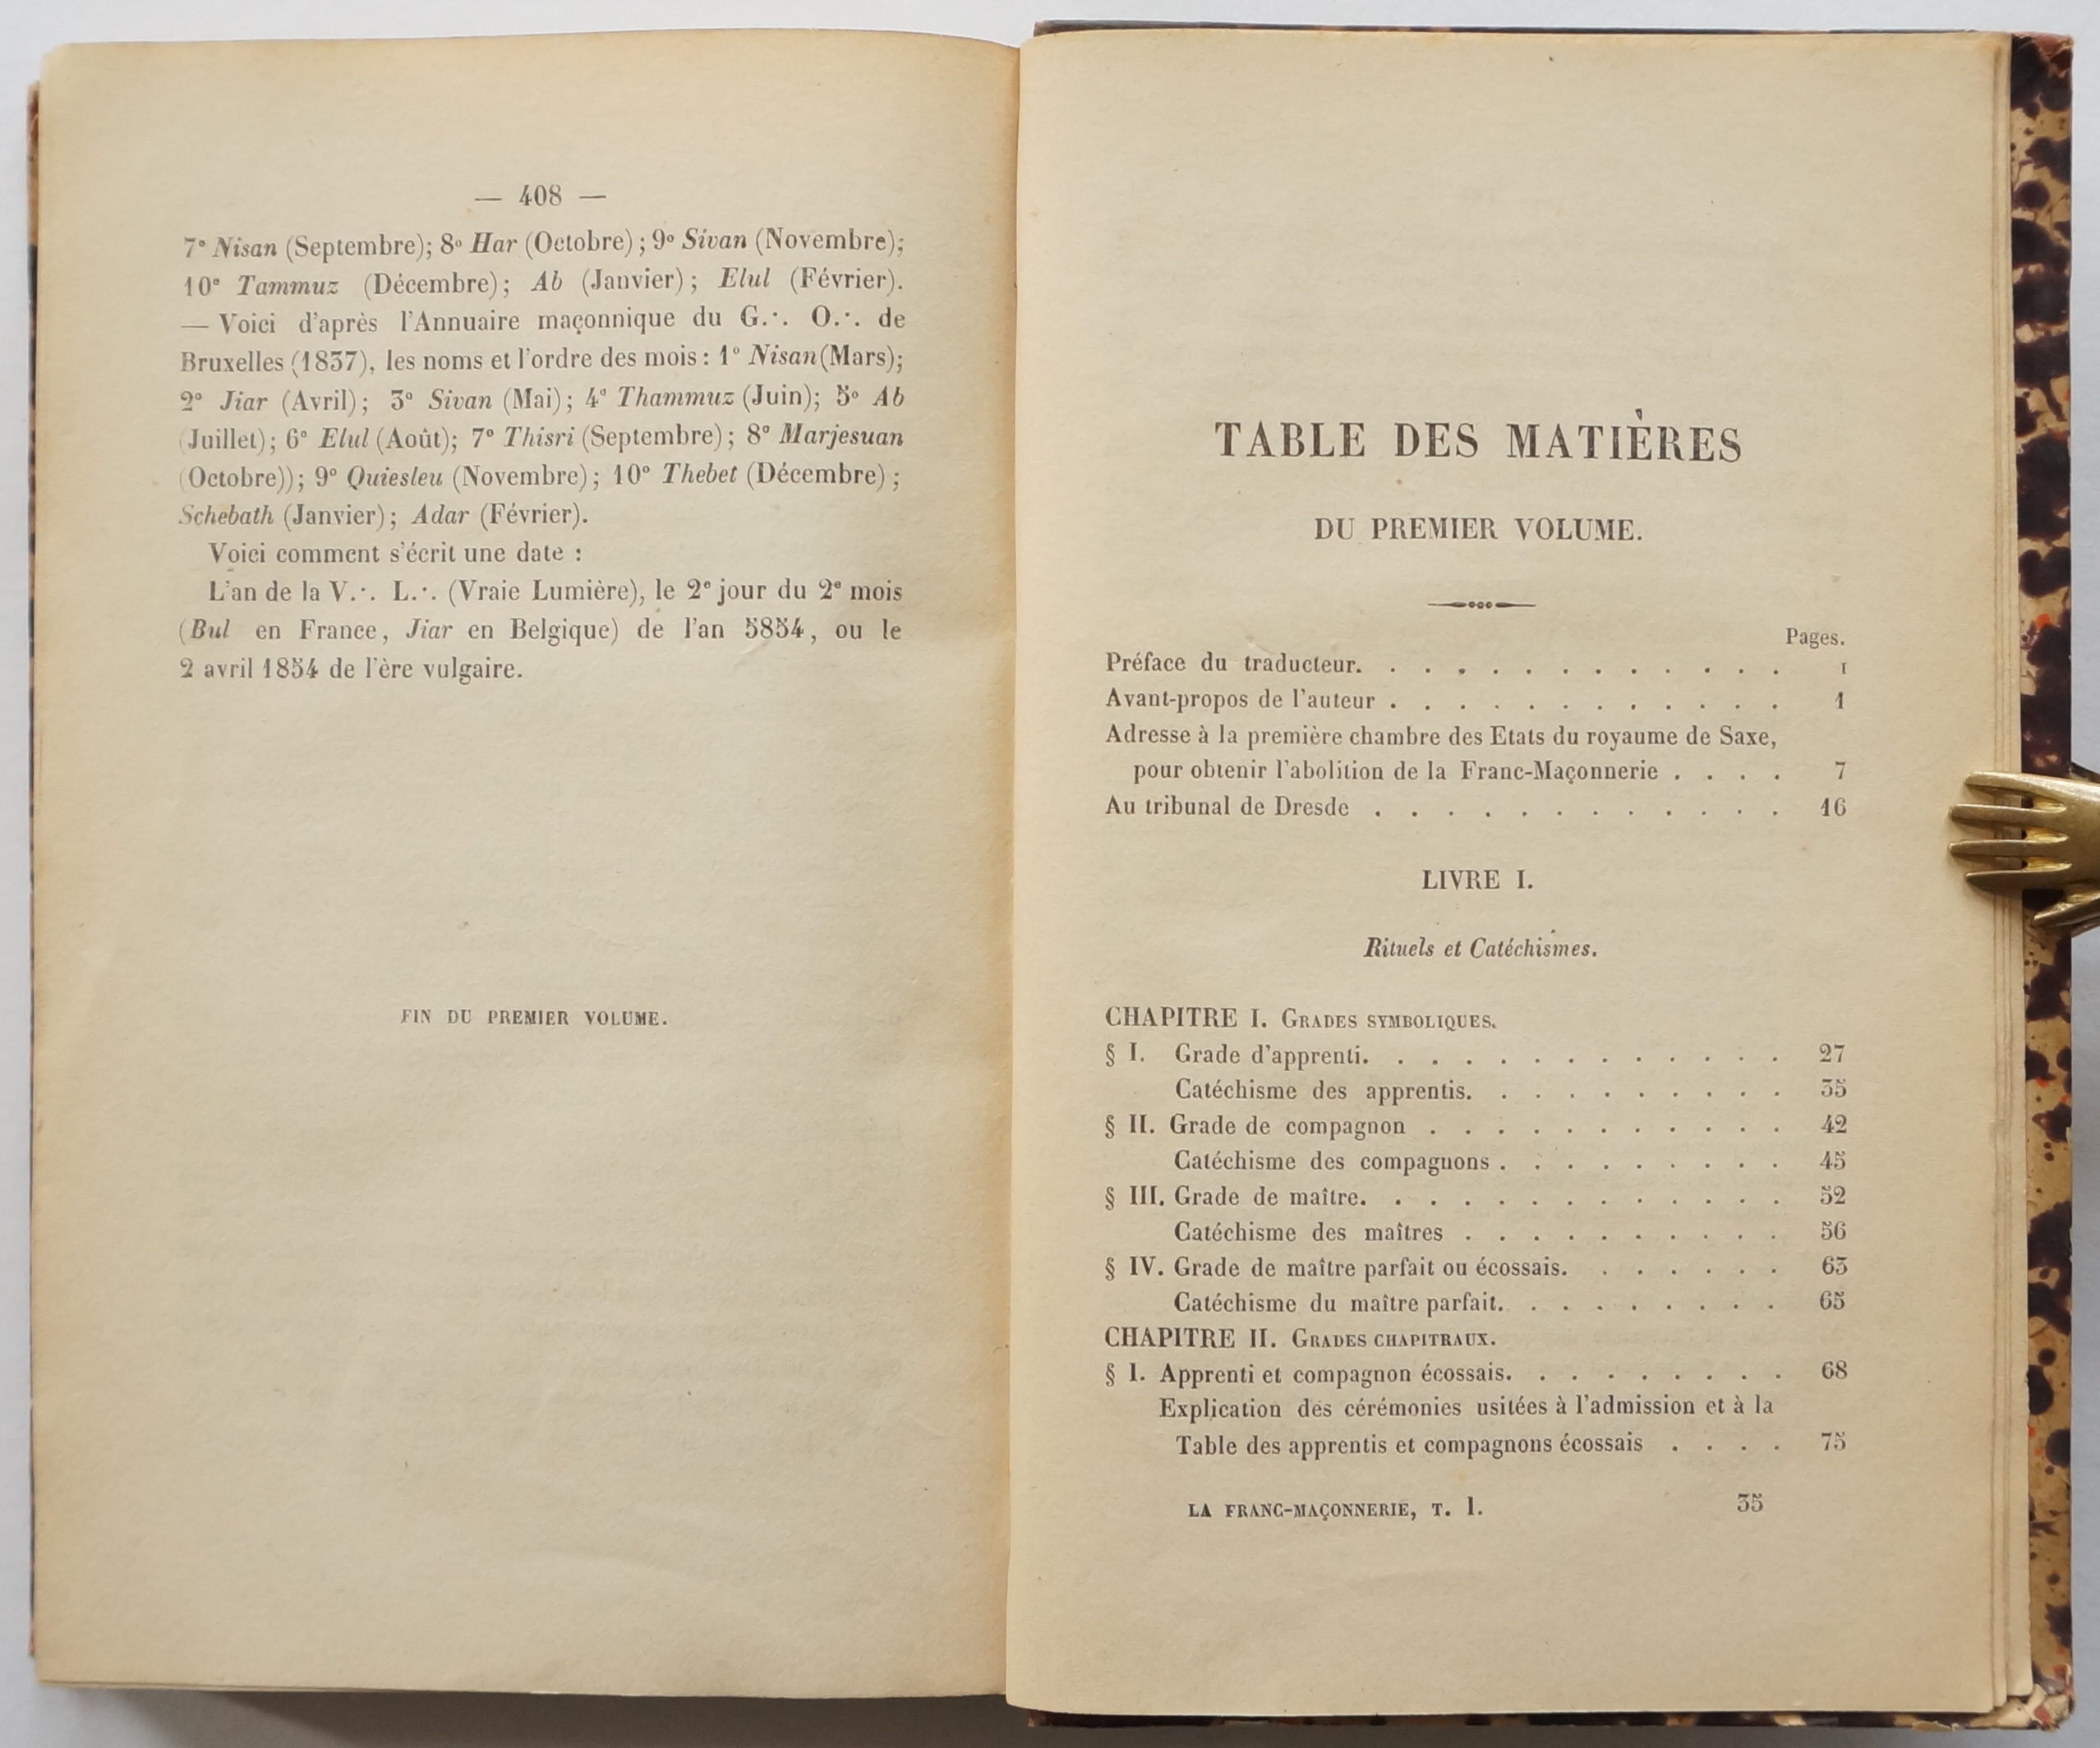 — 408 —
7° Nisan (Septembre); 8° Har (Octobre) ; 9° Sivan (Novembre);
10° Tammuz (Décembre) ; Ab (Janvier) ; Elul (Février).
— Voici d'après l'Annuaire maçonnique du G.·. O.·. de
Bruxelles (1837), les noms et l'ordre des mois : 1° Nisan (Mars);
2° Jiar (Avril) ; 3° Sivan (Mai) ; 4° Thammuz (Juin); 5° Ab
(Juillet) ; 6° Elul (Août); 7° Thisri (Septembre) ; 8° Marjesuan
(Octobre)) ; 9° Quiesleu (Novembre) ; 10° Thebet (Décembre) ;
Schebath (Janvier) ; Adar (Février).
Voici comment s'écrit une date :
L'an de la V.·. L.·. (Vraie Lumière), le 2e jour du 2e mois
(Bul en France, Jiar en Belgique) de l'an 5854, ou le
2 avril 1854 de l'ère vulgaire.
FIN DU PREMIER VOLUME.
TABLE DES MATIÈRES
DU PREMIER VOLUME.
Pages.
Préface du traducteur. . . . . . . . . . . . . I
Avant-propos de l'auteur . . . . . . . . . . . . 1
Adresse à la première chambre des Etats du royaume de Saxe,
pour obtenir l'abolition de la Franc-Maçonnerie . . . . 7
Au tribunal de Dresde . . . . . . . . . . . . 16
LIVRE I.
Rituels et Catéchismes.
CHAPITRE I. GRADES SYMBOLIQUES.
§ I. Grade d'apprenti. . . . . . . . . . . . . 27
Catéchisme des apprentis. . . . . . . . . . 35
§ II. Grade de compagnon . . . . . . . . . . . 42
Catéchisme des compagnons . . . . . . . . . 45
§ III. Grade de maître. . . . . . . . . . . . . 52
Catéchisme des maîtres . . . . . . . . . . 56
§ IV. Grade de maître parfait ou écossais. . . . . . . 63
Catéchisme du maître parfait. . . . . . . . . 65
CHAPITRE II. GRADES CHAPITRAUX.
§ I. Apprenti et compagnon écossais. . . . . . . . . 68
Explication des cérémonies usitées à l'admission et à la
Table des apprentis et compagnons écossais . . . . 75
LA FRANC-MAÇONNERIE, T. I. 35